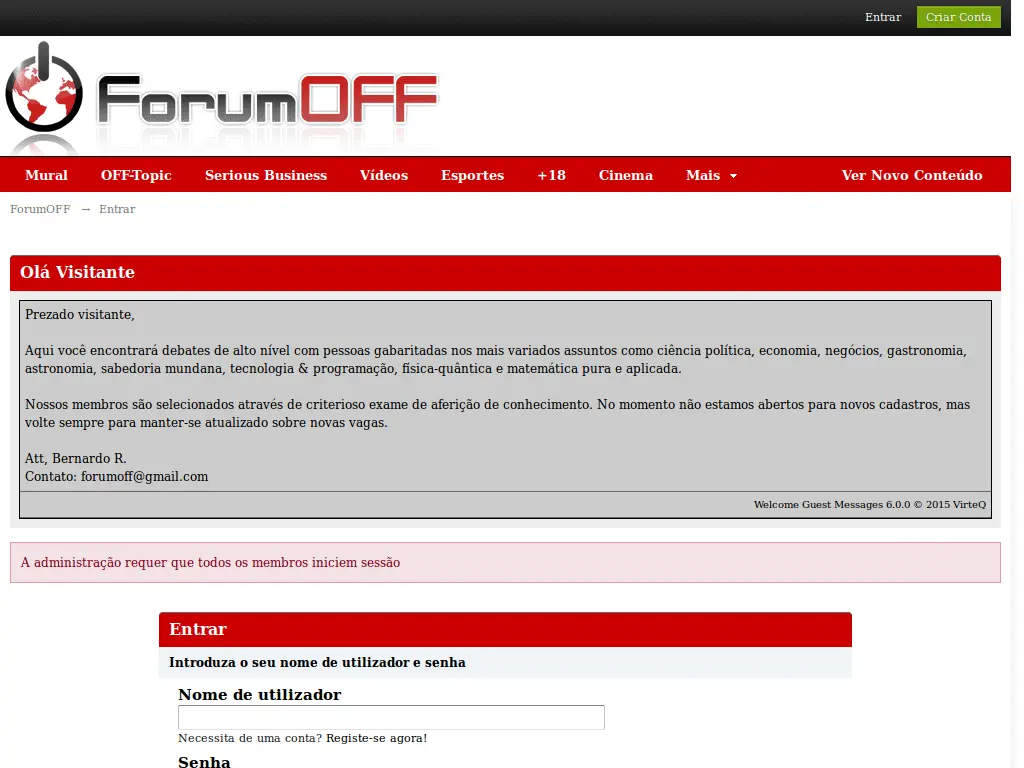 Entrar Criar Conta
ForumOFF
Mural OFF-Topic Serious Business Vídeos Esportes +18 Cinema Mais Ver Novo Conteúdo
ForumOFF → Entrar
Olá Visitante
Prezado visitante,
Aqui você encontrará debates de alto nível com pessoas gabaritadas nos mais variados assuntos como ciência política, economia, negócios, gastronomia,
astronomia, sabedoria mundana, tecnologia & programação, física-quântica e matemática pura e aplicada.
Nossos membros são selecionados através de criterioso exame de aferição de conhecimento. No momento não estamos abertos para novos cadastros, mas
volte sempre para manter-se atualizado sobre novas vagas.
Att, Bernardo R.
Contato: forumoff@gmail.com
Welcome Guest Messages 6.0.0 © 2015 VirteQ
A administração requer que todos os membros iniciem sessão
Entrar
Introduza o seu nome de utilizador e senha
Nome de utilizador
Necessita de uma conta? Registe-se agora!
Senha